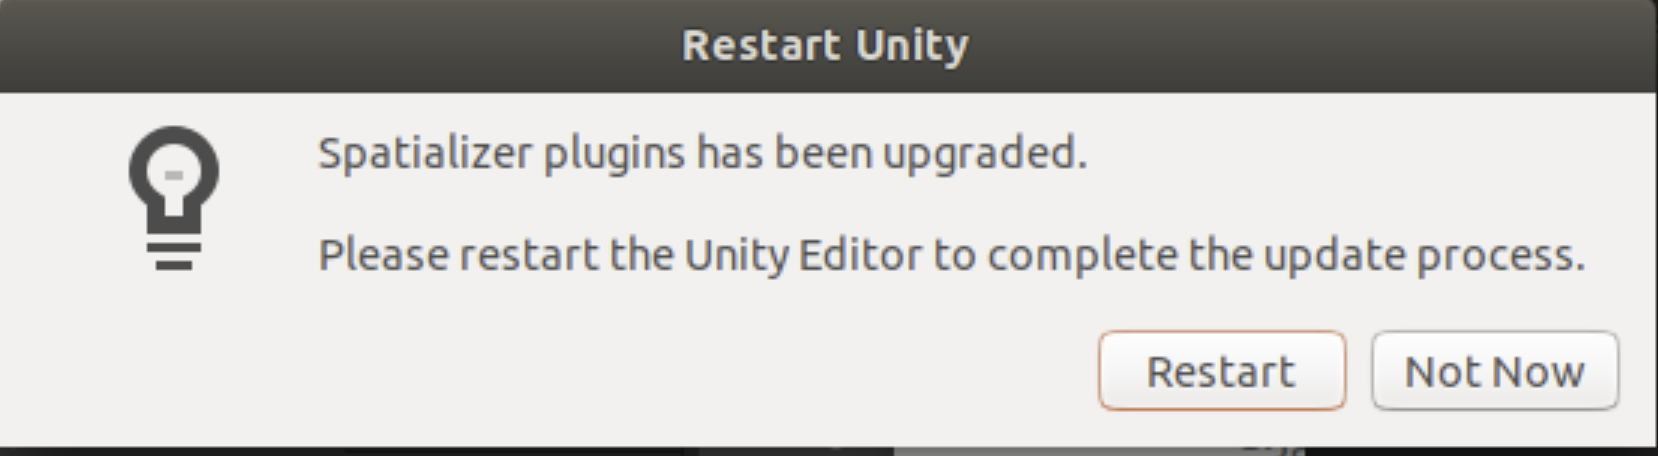 Restart Unity
Spatializer plugins has been upgraded.
Please restart the Unity Editor to complete the update process.
Restart
Not Now